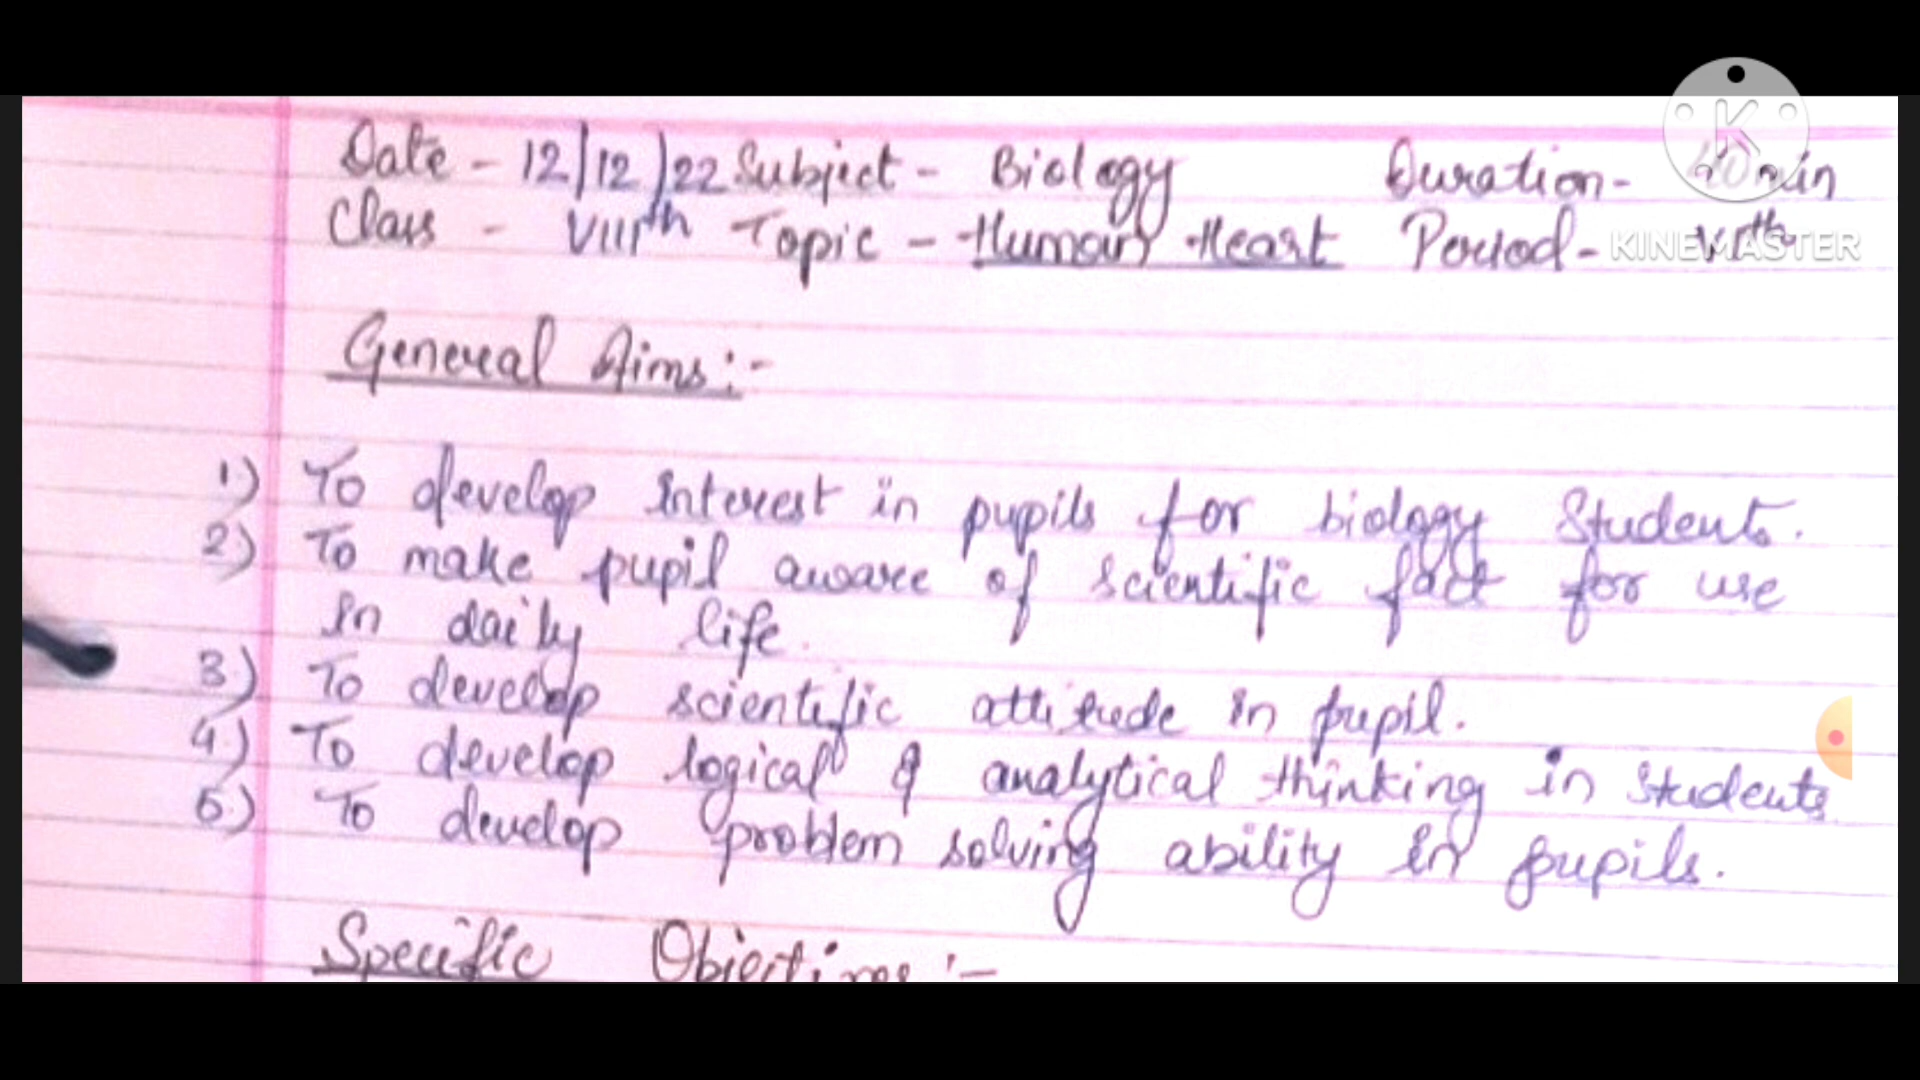 Date - 12/12/22 Subject - Biology Duration - 40 min
Class - VIIIth Topic - Human Heart Period -
KINEMASTER
General Aims:-
1.) To develop interest in pupils for biology Students.
2) To make pupil aware of scientific fact for use
in daily life.
3.) To develop scientific attitude in pupil.
4.) To develop logical & analytical thinking in students
5.) To develop problem solving ability in pupils.
Specific Objectives:-